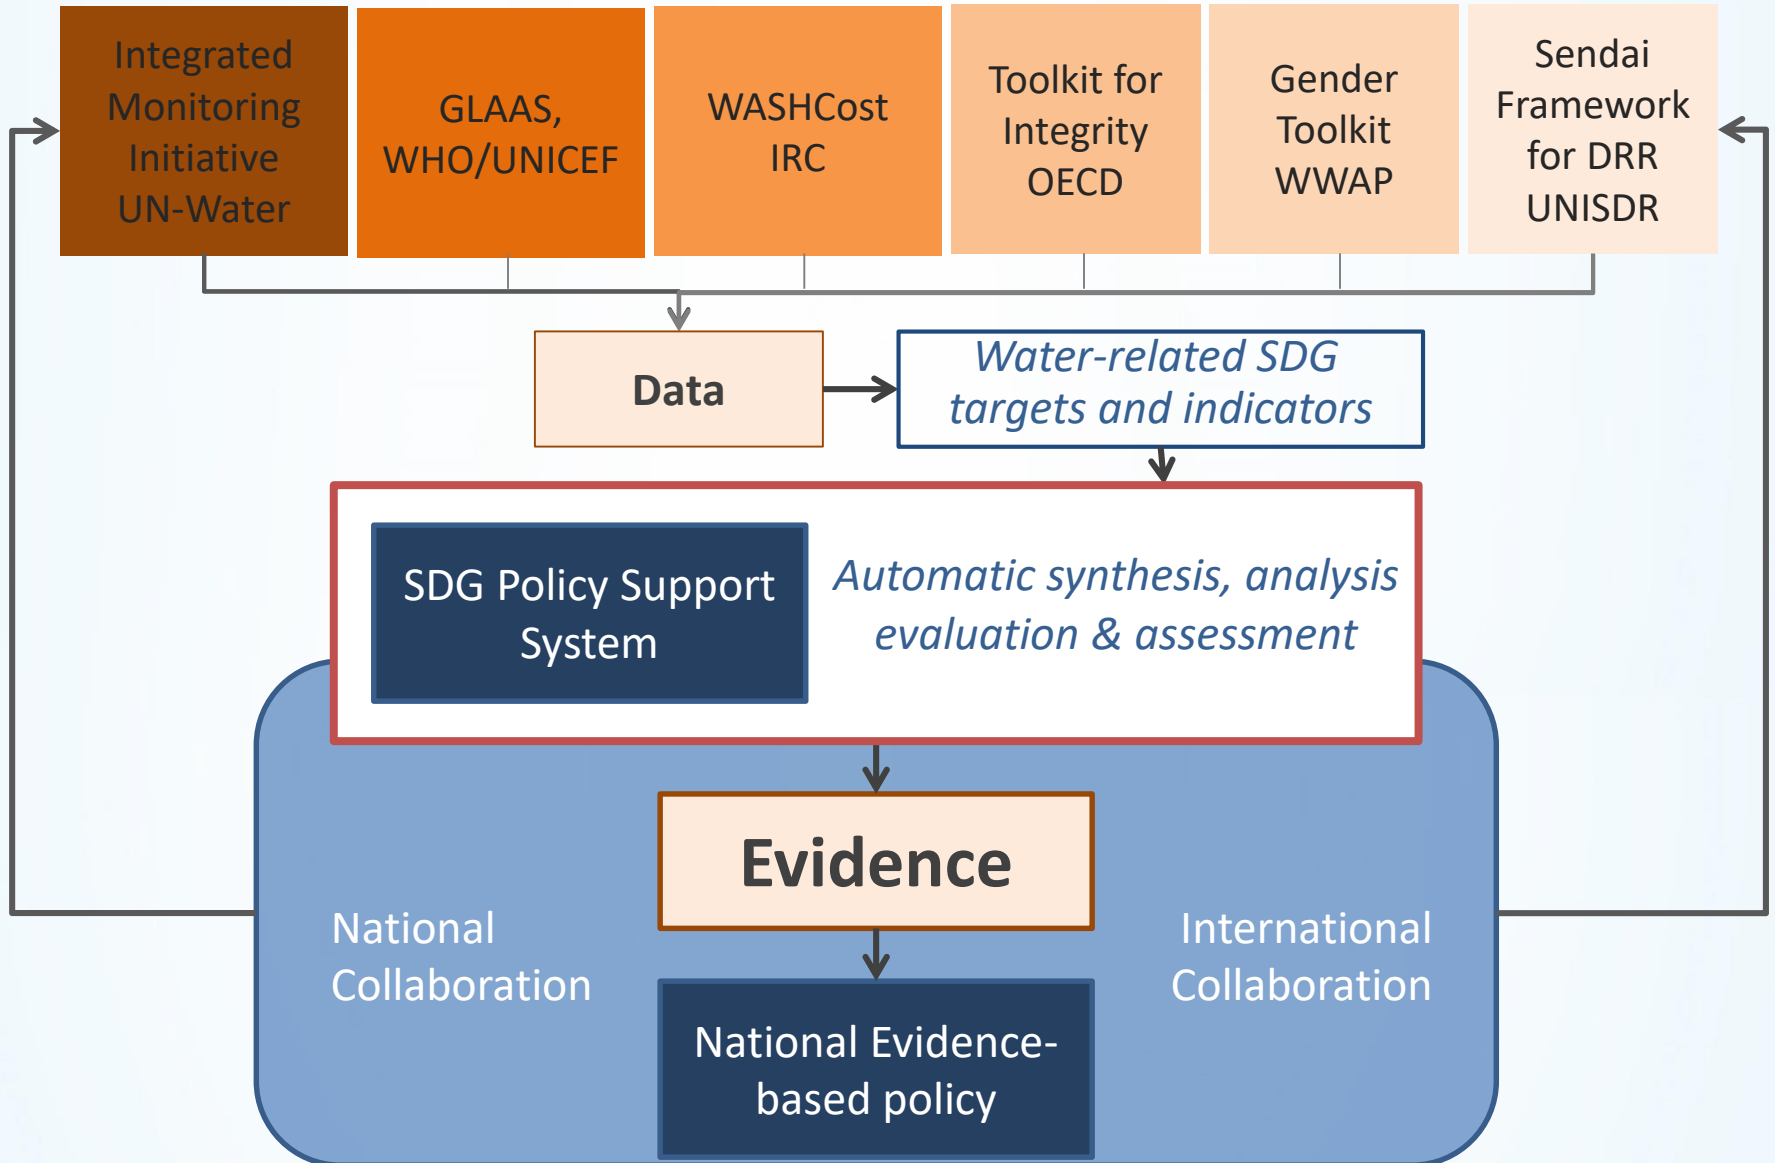 Integrated
Monitoring
Initiative
UN-Water
GLAAS,
WHO/UNICEF
WASHCost
IRC
Toolkit for
Integrity
OECD
Gender
Toolkit
WWAP
Sendai
Framework
for DRR
UNISDR
Data
Water-related SDG
targets and indicators
SDG Policy Support
System
Automatic synthesis, analysis
evaluation & assessment
Evidence
National
Collaboration
International
Collaboration
National Evidence-
based policy